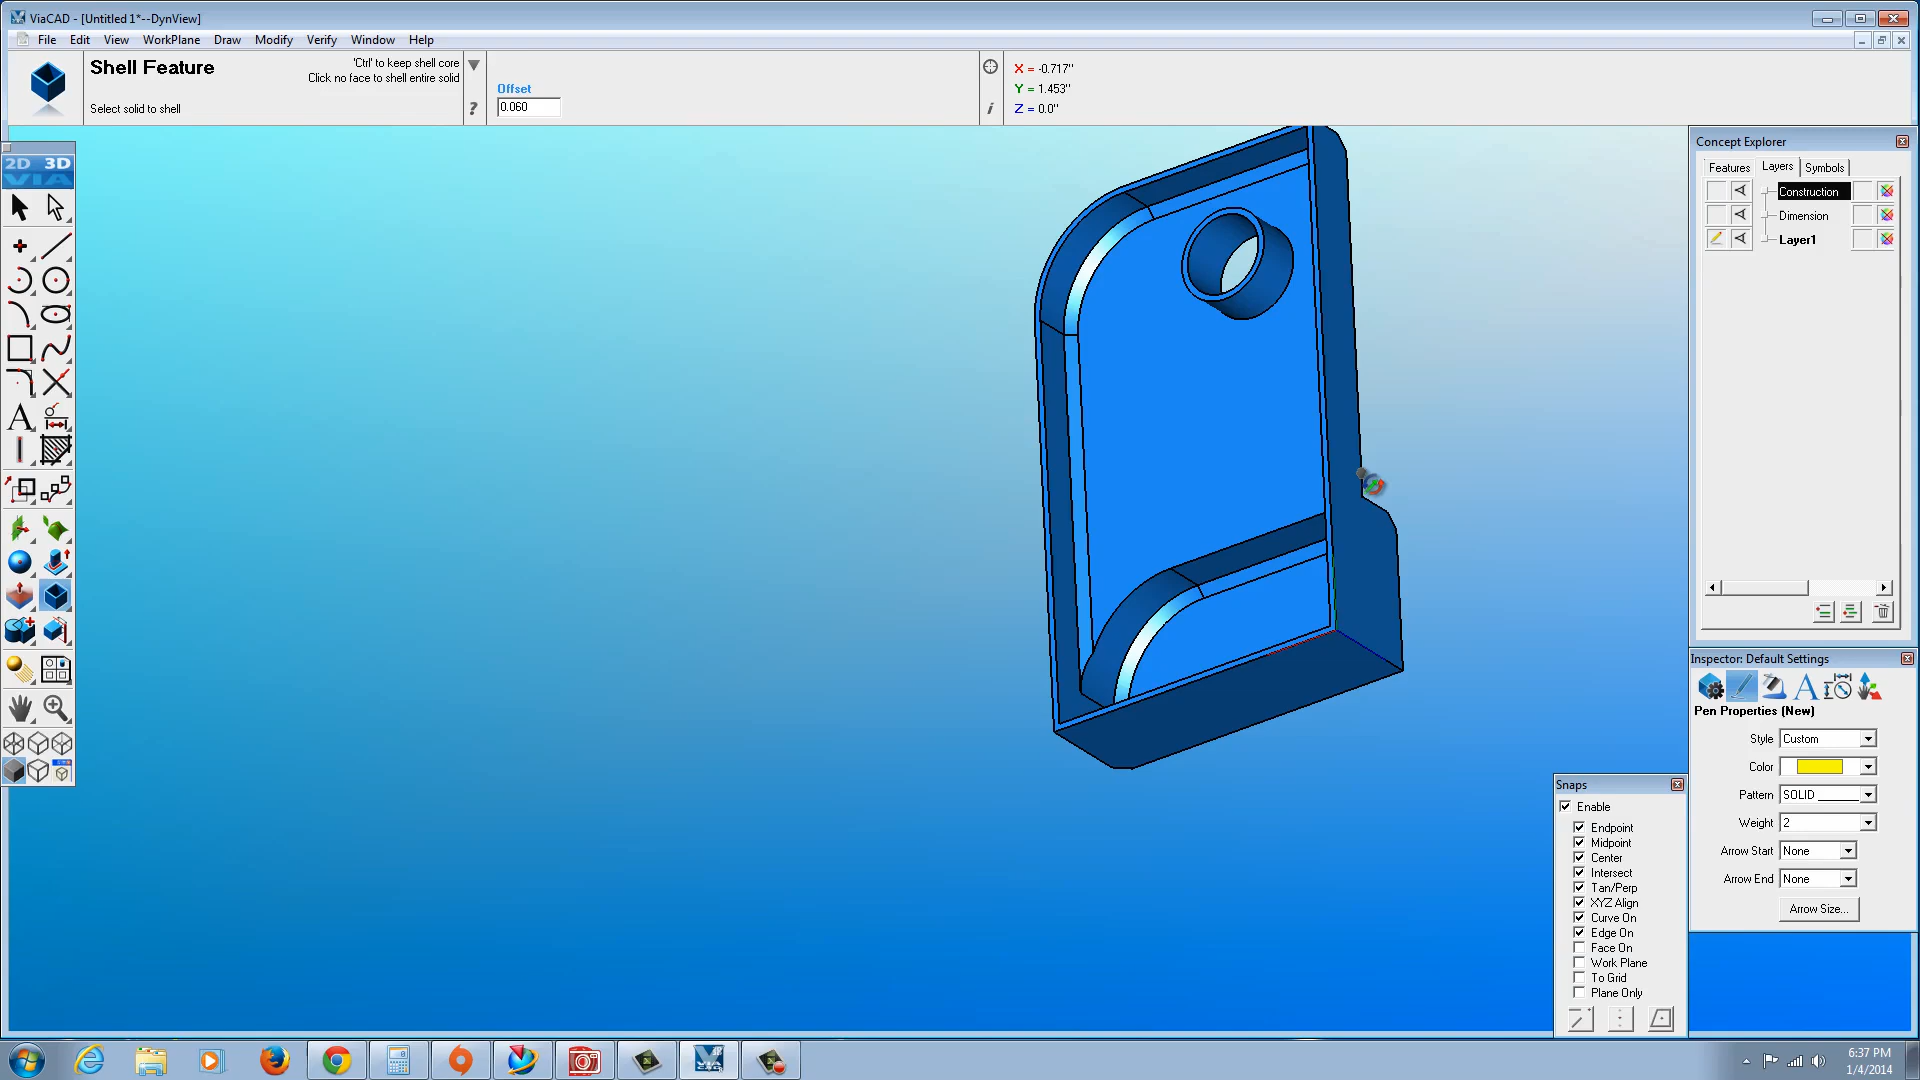 ViaCAD - [Untitled 1*--DynView]
File Edit View WorkPlane Draw Modify Verify Window Help
Shell Feature
'Ctrl' to keep shell core
Click no face to shell entire solid
Select solid to shell
?
Offset
0.060
i
X = -0.717"
Y = 1.453"
Z = 0.0"
2D 3D
VIA
A
Concept Explorer
Features Layers Symbols
Construction
Dimension
Layer1
Inspector: Default Settings
A
Pen Properties (New)
Style Custom
Color
Pattern SOLID
Weight 2
Arrow Start None
Arrow End None
Arrow Size...
Snaps
Enable
Endpoint
Midpoint
Center
Intersect
Tan/Perp
XYZ Align
Curve On
Edge On
Face On
Work Plane
To Grid
Plane Only
6:37 PM
1/4/2014